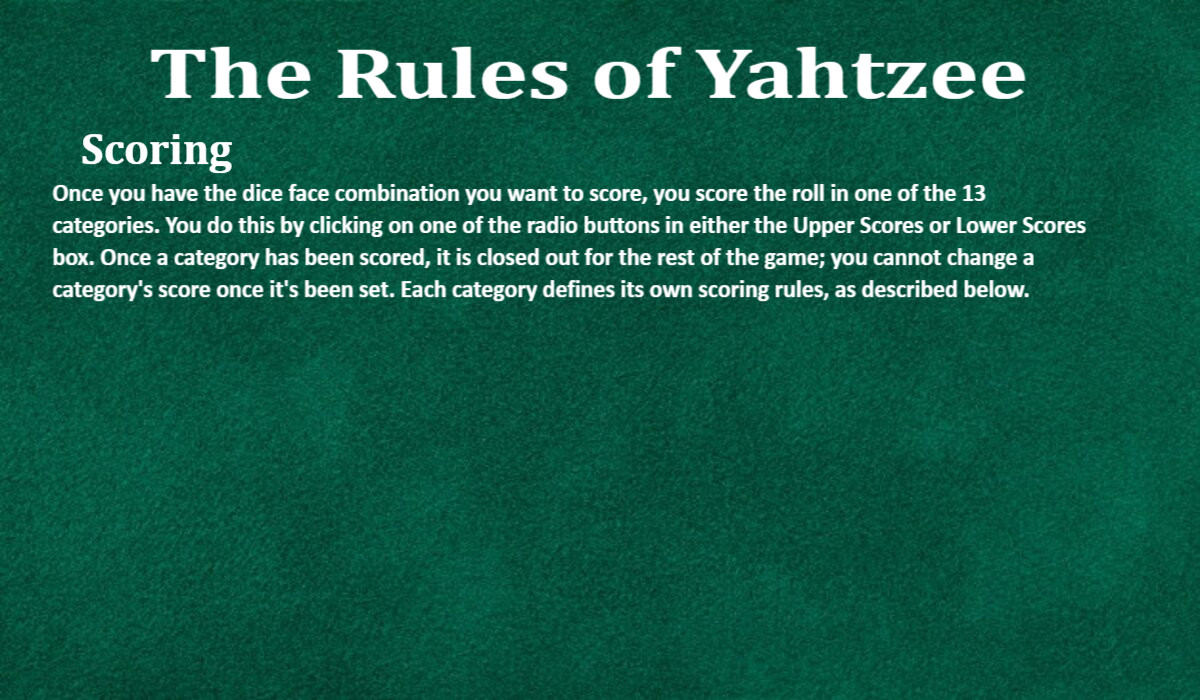 The Rules of Yahtzee
Scoring
Once you have the dice face combination you want to score, you score the roll in one of the 13
categories. You do this by clicking on one of the radio buttons in either the Upper Scores or Lower Scores
box. Once a category has been scored, it is closed out for the rest of the game; you cannot change a
category's score once it's been set. Each category defines its own scoring rules, as described below.